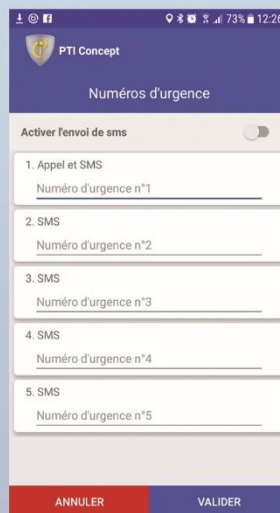 73% 12:26
PTI Concept
Numéros d'urgence
Activer l'envoi de sms
1. Appel et SMS
Numéro d'urgence n°1
2. SMS
Numéro d'urgence n°2
3. SMS
Numéro d'urgence n°3
4. SMS
Numéro d'urgence n°4
5. SMS
Numéro d'urgence n°5
ANNULER VALIDER